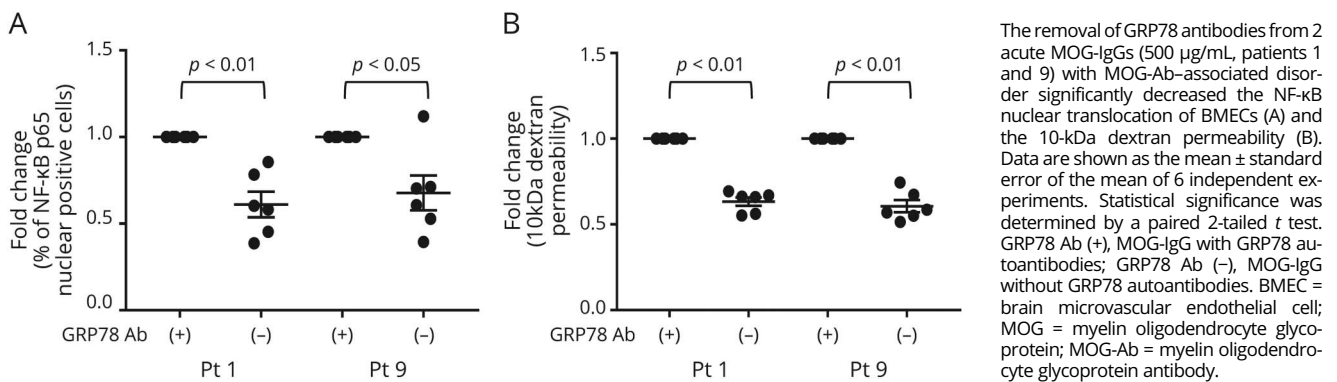 A
1.5
1.0
0.5
0.0
Fold change
(% of NF-κB p65
nuclear positive cells)
p < 0.01
p < 0.05
GRP78 Ab (+) (−) (+) (−)
Pt 1 Pt 9
B
1.5
1.0
0.5
0.0
Fold change
(10kDa dextran
permeability)
p < 0.01
p < 0.01
GRP78 Ab (+) (−) (+) (−)
Pt 1 Pt 9
The removal of GRP78 antibodies from 2
acute MOG-IgGs (500 μg/mL, patients 1
and 9) with MOG-Ab–associated disor-
der significantly decreased the NF-κB
nuclear translocation of BMECs (A) and
the 10-kDa dextran permeability (B).
Data are shown as the mean ± standard
error of the mean of 6 independent ex-
periments. Statistical significance was
determined by a paired 2-tailed t test.
GRP78 Ab (+), MOG-IgG with GRP78 au-
toantibodies; GRP78 Ab (−), MOG-IgG
without GRP78 autoantibodies. BMEC =
brain microvascular endothelial cell;
MOG = myelin oligodendrocyte glyco-
protein; MOG-Ab = myelin oligodendro-
cyte glycoprotein antibody.